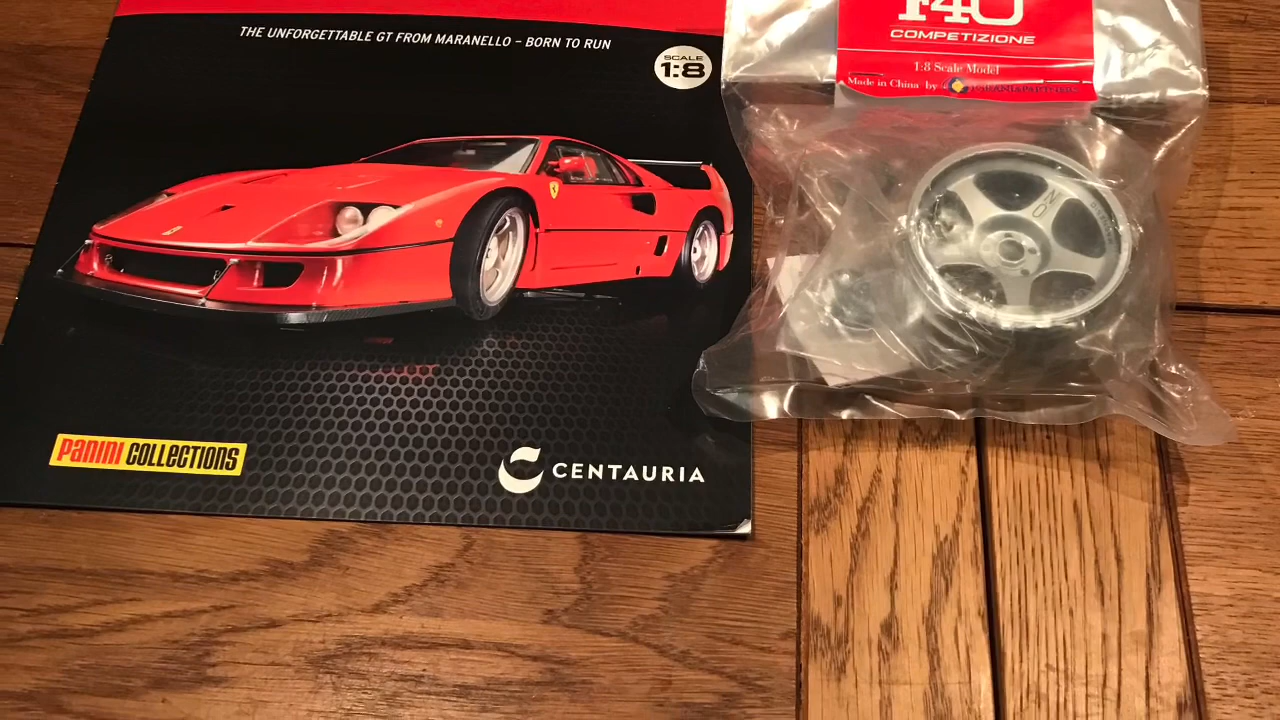 THE UNFORGETTABLE GT FROM MARANELLO – BORN TO RUN
SCALE
1:8
PANINI COLLECTIONS
CENTAURIA
F40
COMPETIZIONE
1:8 Scale Model
Made in China by
OZ